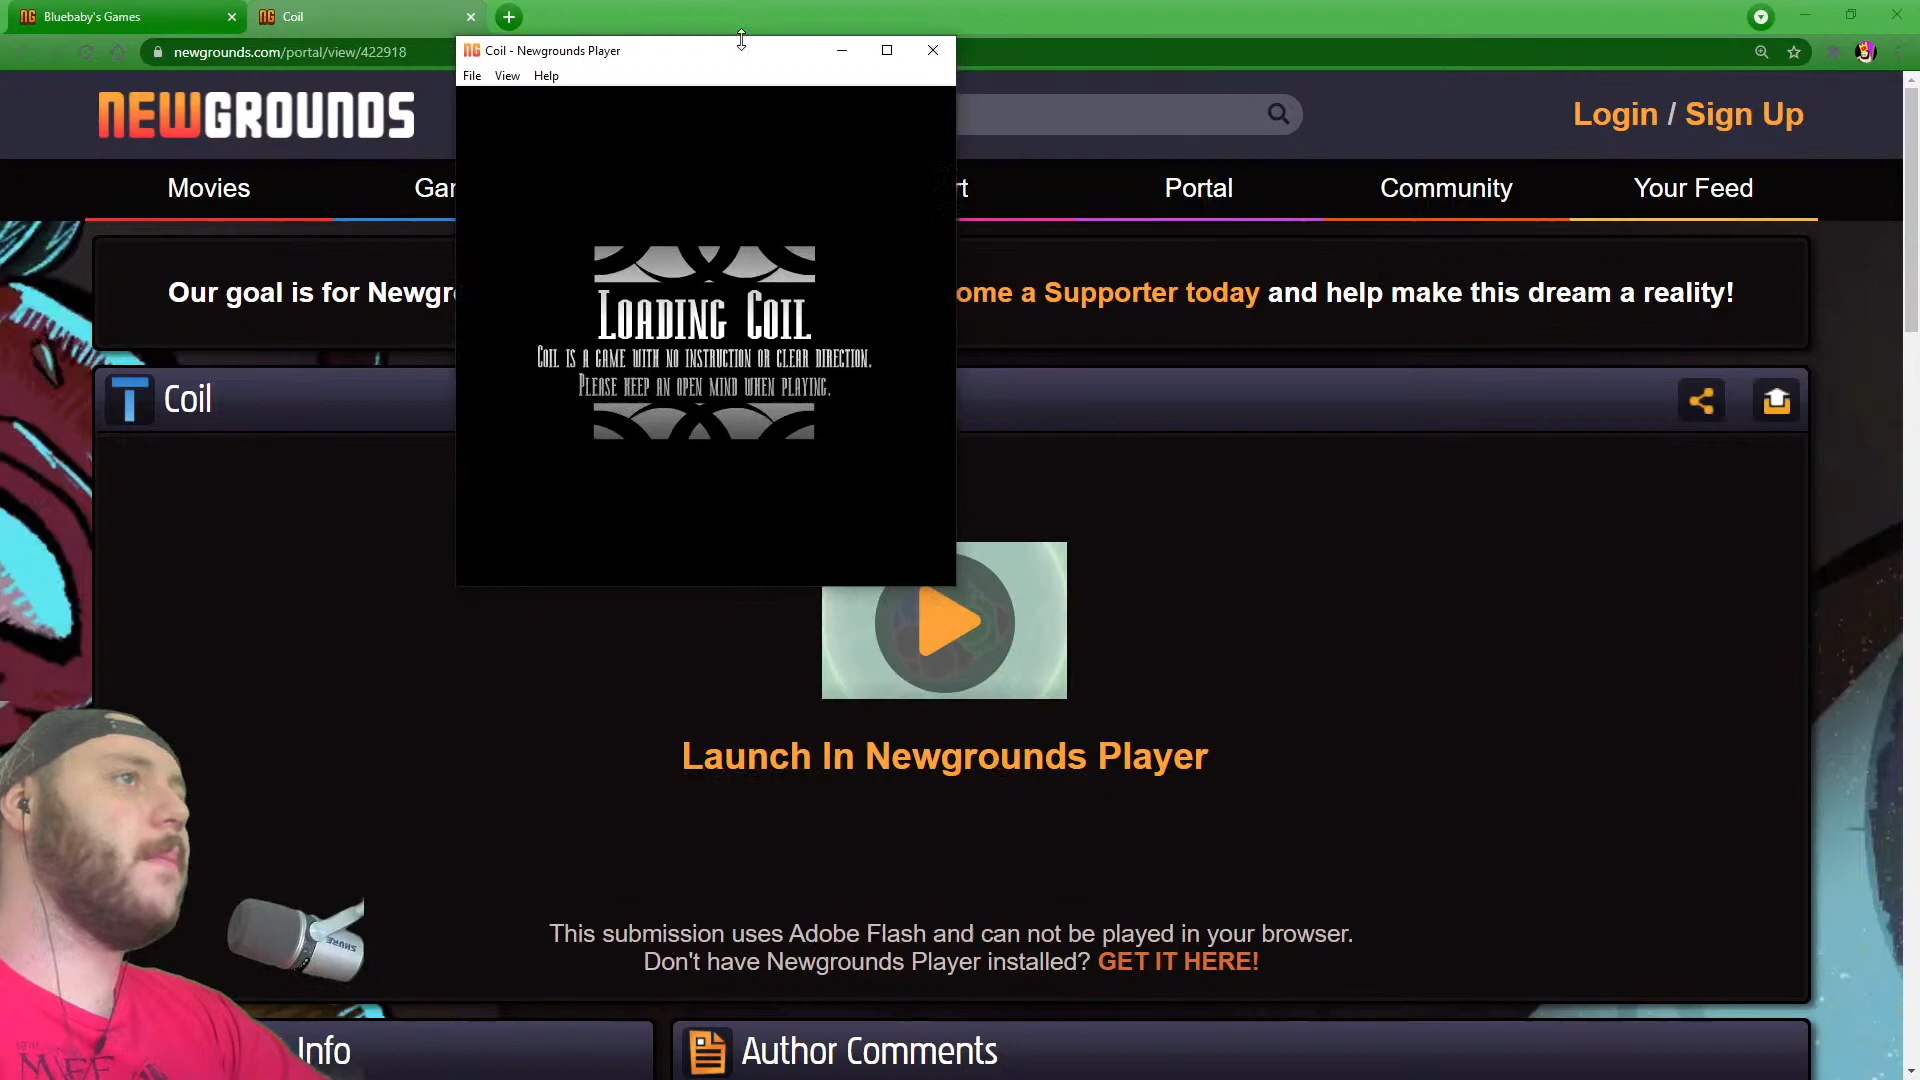 Bluebaby's Games
Coil
newgrounds.com/portal/view/422918
Coil - Newgrounds Player
File View Help
NEWGROUNDS
Login / Sign Up
Movies
Portal
Community
Your Feed
Our goal is for
Supporter today and help make this dream a reality!
Coil
LOADING COIL
COIL IS A GAME WITH NO INSTRUCTION OR CLEAR DIRECTION.
PLEASE KEEP AN OPEN MIND WHEN PLAYING.
Launch In Newgrounds Player
This submission uses Adobe Flash and can not be played in your browser.
Don't have Newgrounds Player installed? GET IT HERE!
SHURE
Info
Author Comments